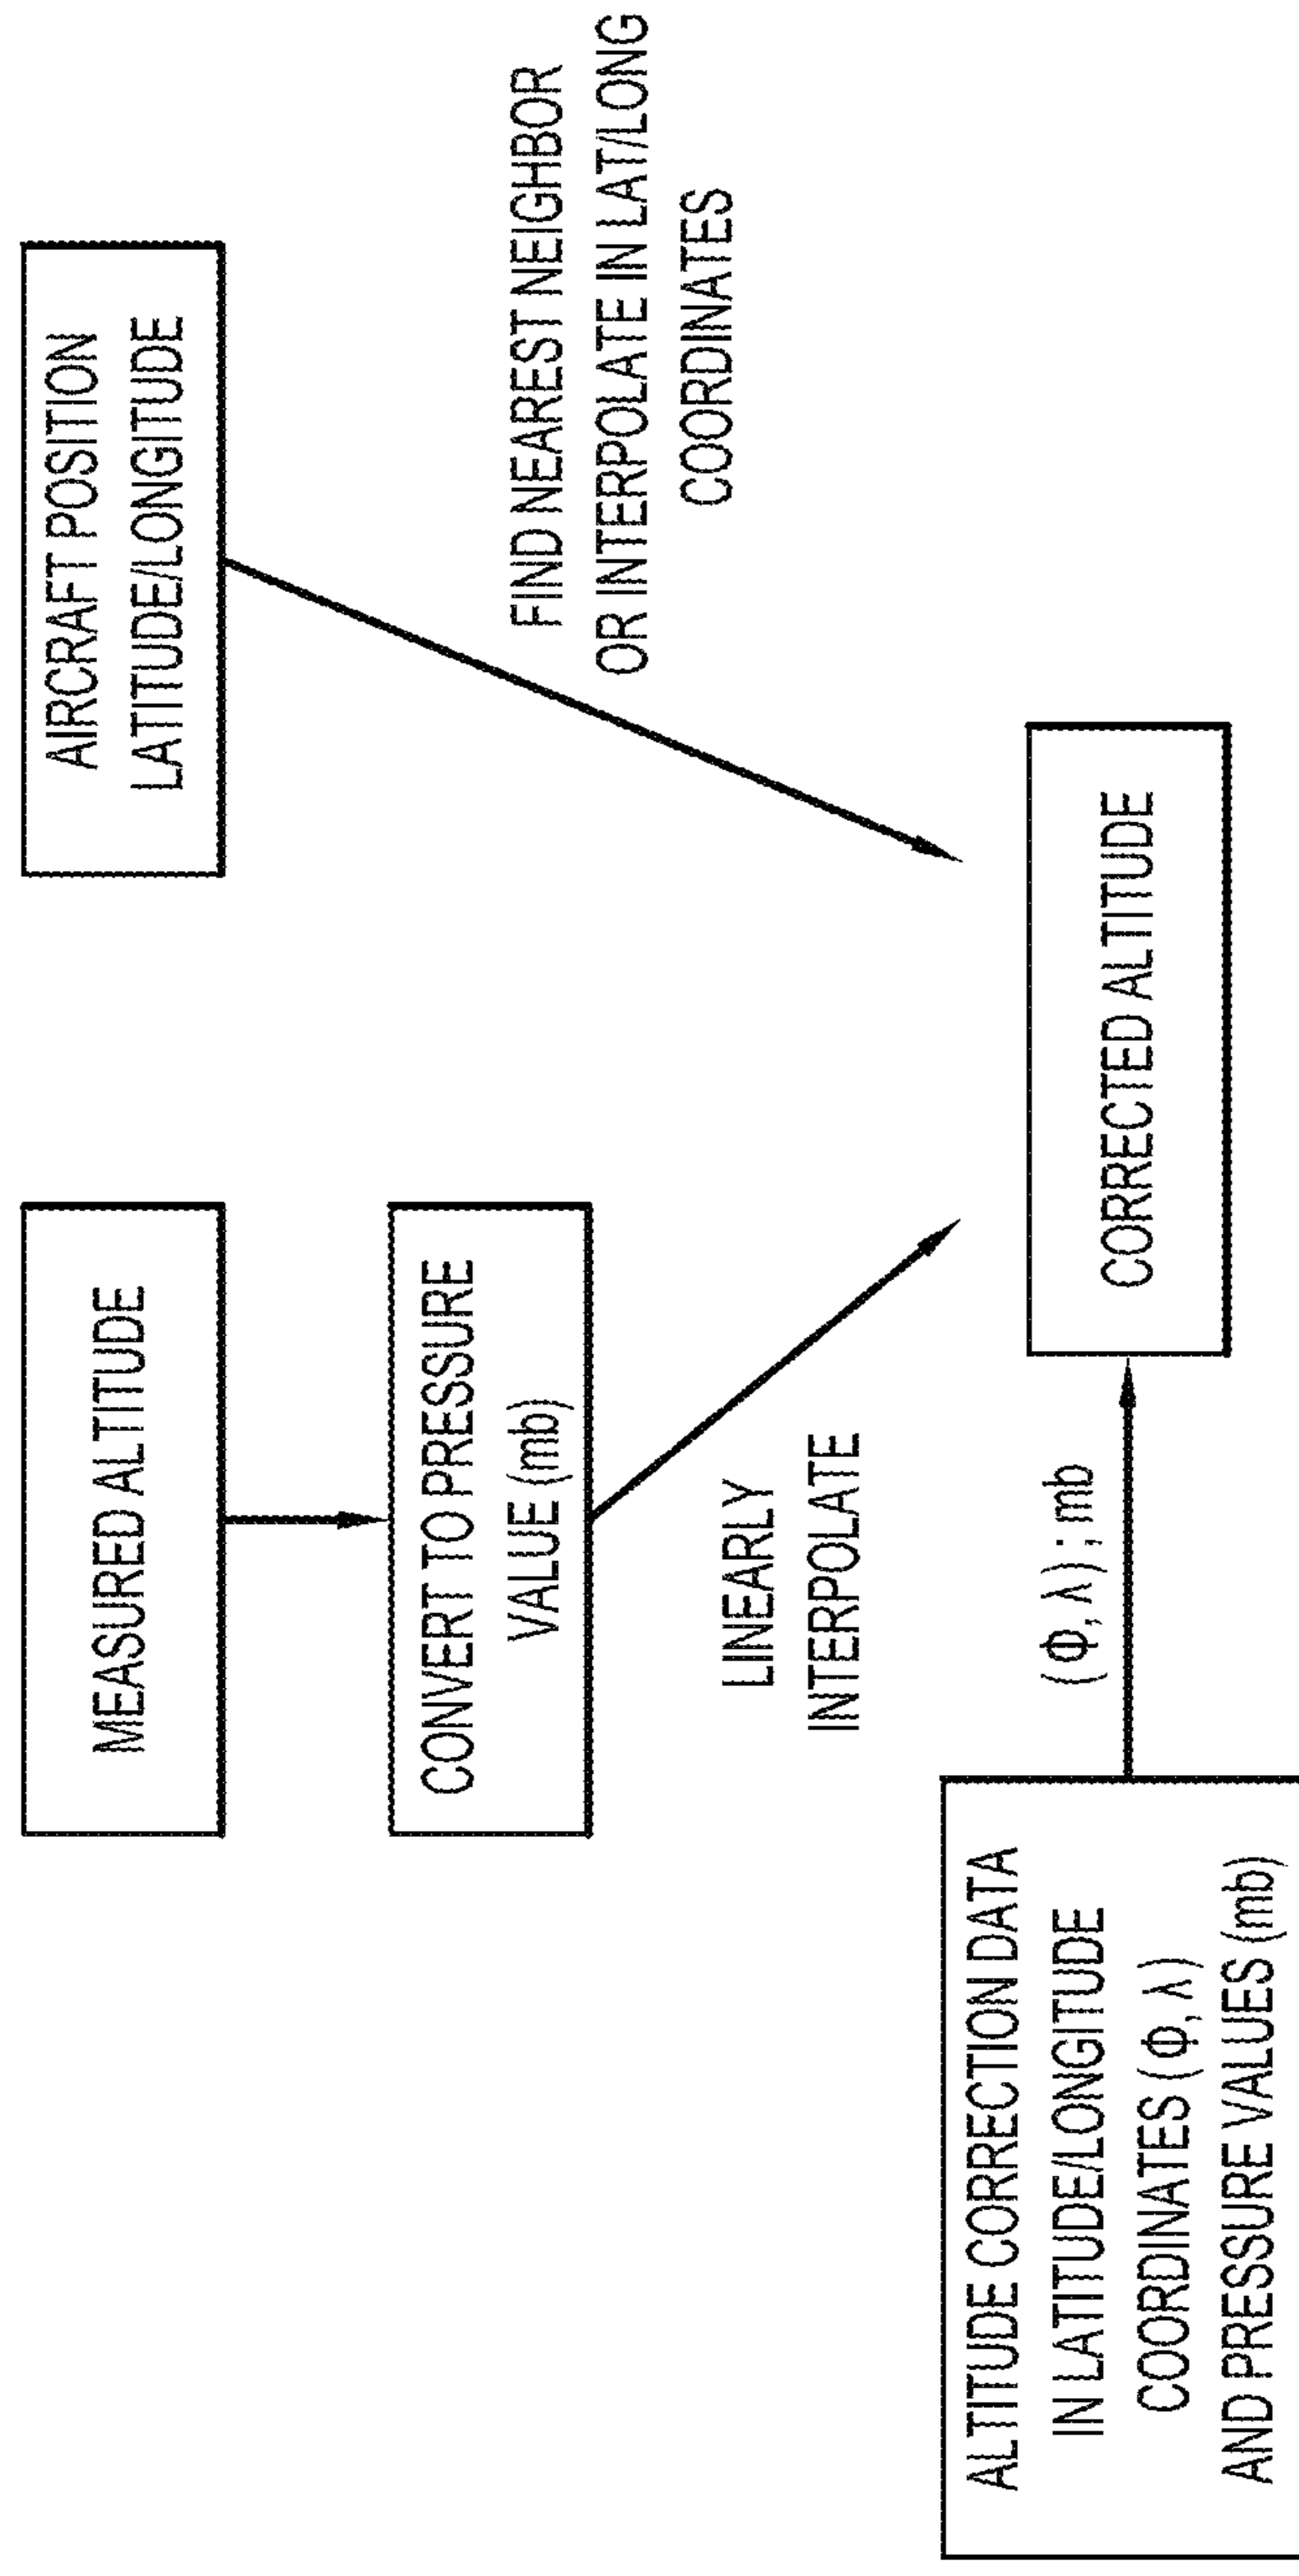 MEASURED ALTITUDE
AIRCRAFT POSITION
LATITUDE/LONGITUDE
CONVERT TO PRESSURE
VALUE (mb)
FIND NEAREST NEIGHBOR
OR INTERPOLATE IN LAT/LONG
COORDINATES
LINEARLY
INTERPOLATE
ALTITUDE CORRECTION DATA
IN LATITUDE/LONGITUDE
COORDINATES (Φ, λ)
AND PRESSURE VALUES (mb)
(Φ, λ) ; mb
CORRECTED ALTITUDE